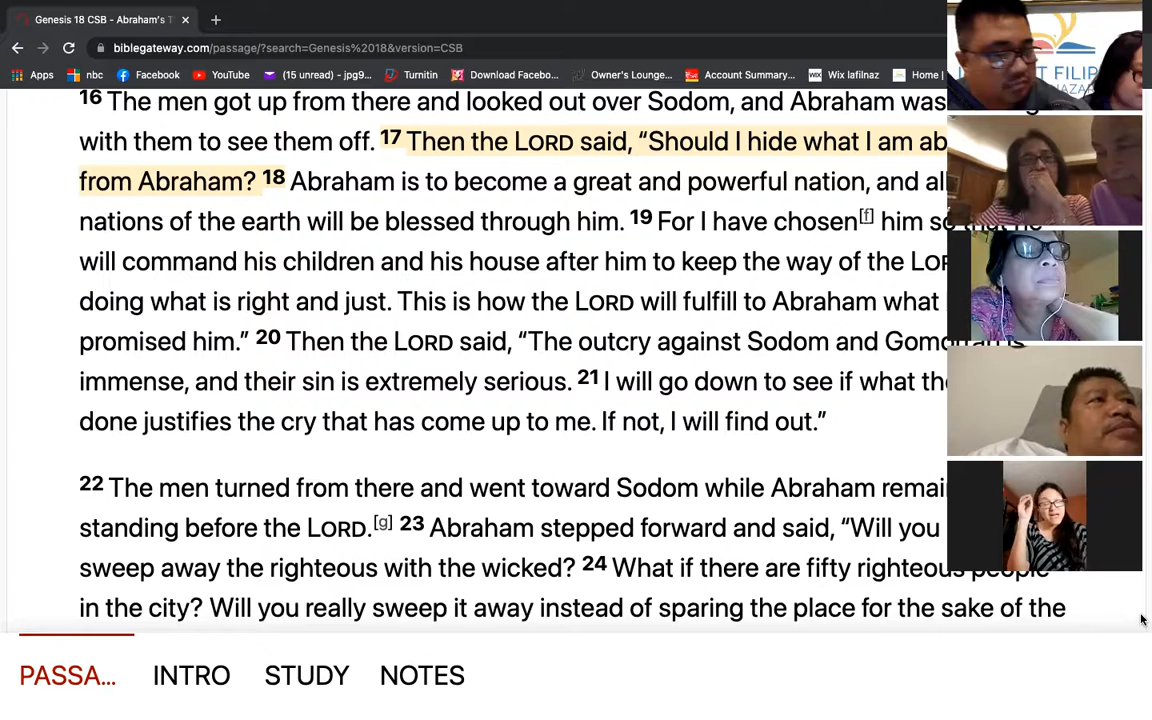 Genesis 18 CSB - Abraham's T
biblegateway.com/passage/?search=Genesis%2018&version=CSB
Apps nbc Facebook YouTube (15 unread) - jpg9... Turnitin Download Facebo... Owner's Lounge... Account Summary... WIX Wix lafilnaz Home |
FILIP
NAZAR
16 The men got up from there and looked out over Sodom, and Abraham was
with them to see them off. 17 Then the LORD said, “Should I hide what I am ab
from Abraham? 18 Abraham is to become a great and powerful nation, and all
nations of the earth will be blessed through him. 19 For I have chosen[f] him so that he
will command his children and his house after him to keep the way of the LOR
doing what is right and just. This is how the LORD will fulfill to Abraham what
promised him.” 20 Then the LORD said, “The outcry against Sodom and Gomorrah is
immense, and their sin is extremely serious. 21 I will go down to see if what the
done justifies the cry that has come up to me. If not, I will find out.”
22 The men turned from there and went toward Sodom while Abraham remai
standing before the LORD.[g] 23 Abraham stepped forward and said, “Will you
sweep away the righteous with the wicked? 24 What if there are fifty righteous people
in the city? Will you really sweep it away instead of sparing the place for the sake of the
PASSA... INTRO STUDY NOTES